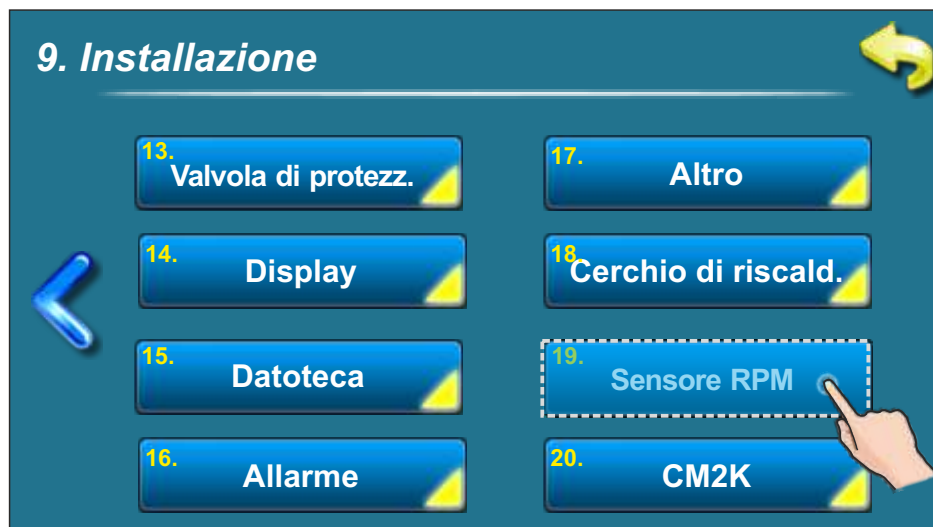 9. Installazione
13. Valvola di protezz.
14. Display
15. Datoteca
16. Allarme
17. Altro
18 Cerchio di riscald.
19. Sensore RPM
20. CM2K